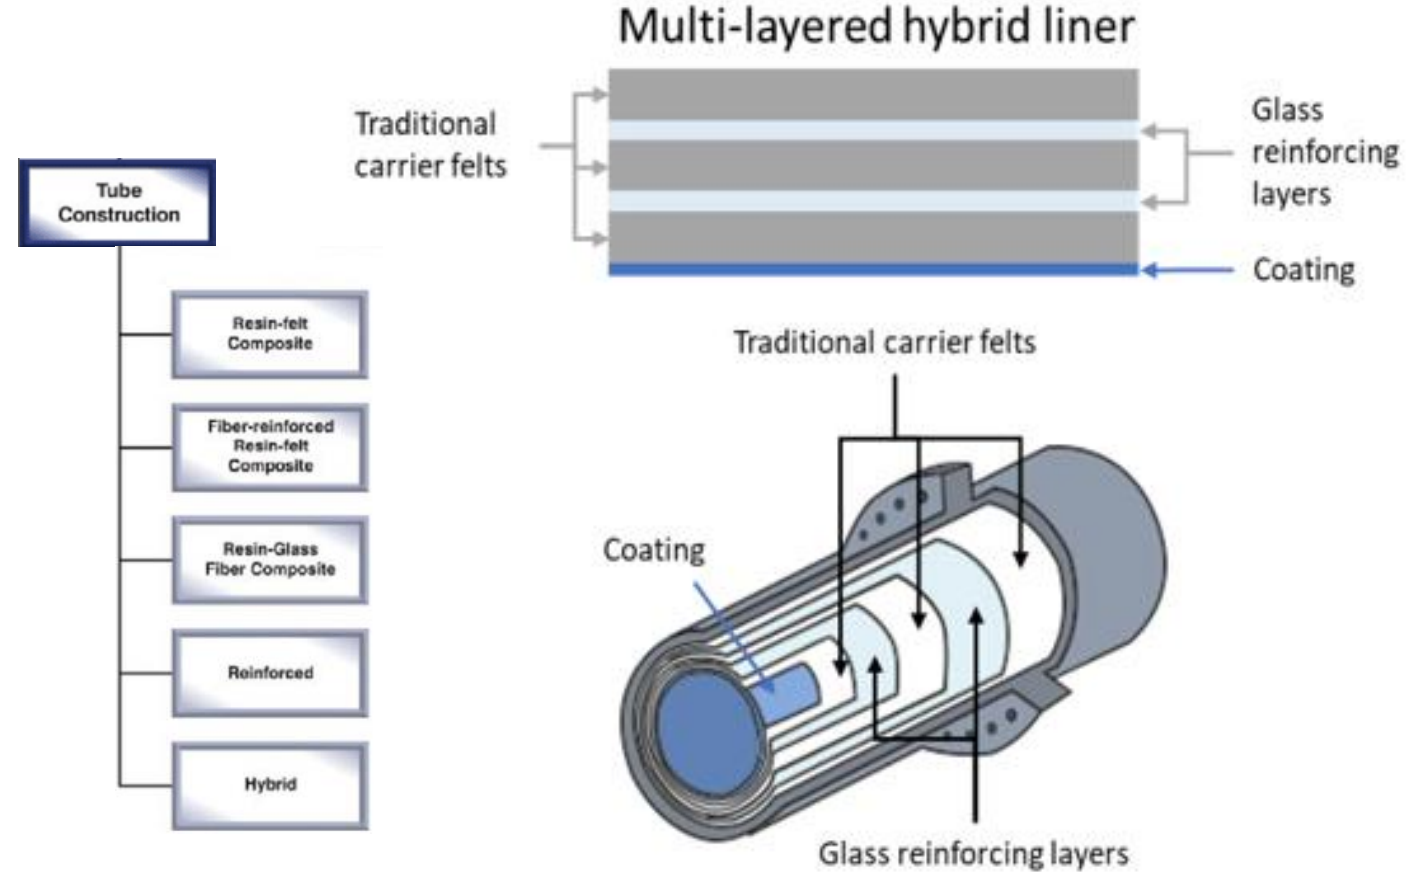 Multi-layered hybrid liner
Traditional
carrier felts
Glass
reinforcing
layers
Coating
Tube
Construction
Resin-felt
Composite
Fiber-reinforced
Resin-felt
Composite
Resin-Glass
Fiber Composite
Reinforced
Hybrid
Traditional carrier felts
Coating
Glass reinforcing layers